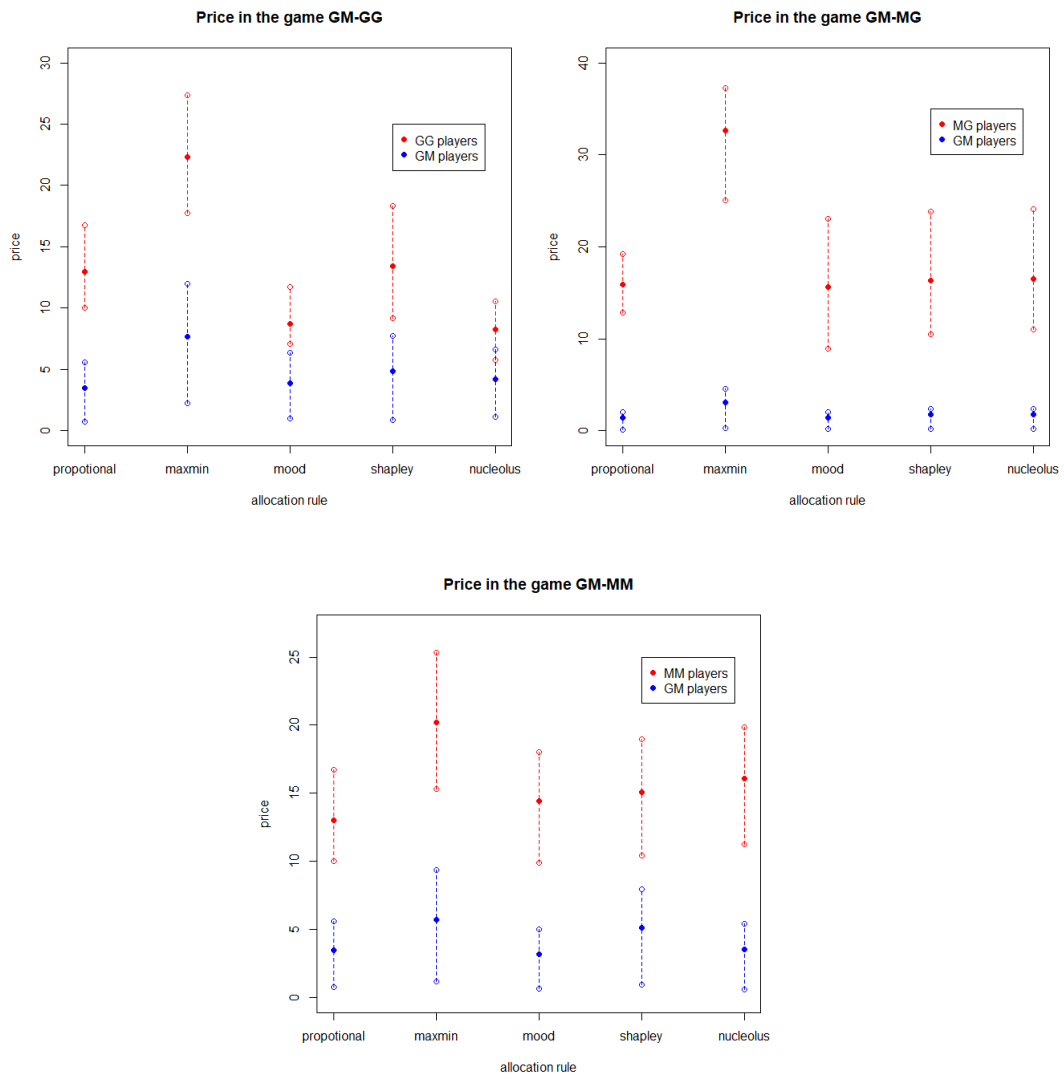 Price in the game GM-GG
price
30
25
20
15
10
5
0
GG players
GM players
propotional maxmin mood shapley nucleolus
allocation rule
Price in the game GM-MG
price
40
30
20
10
0
MG players
GM players
propotional maxmin mood shapley nucleolus
allocation rule
Price in the game GM-MM
price
25
20
15
10
5
0
MM players
GM players
propotional maxmin mood shapley nucleolus
allocation rule